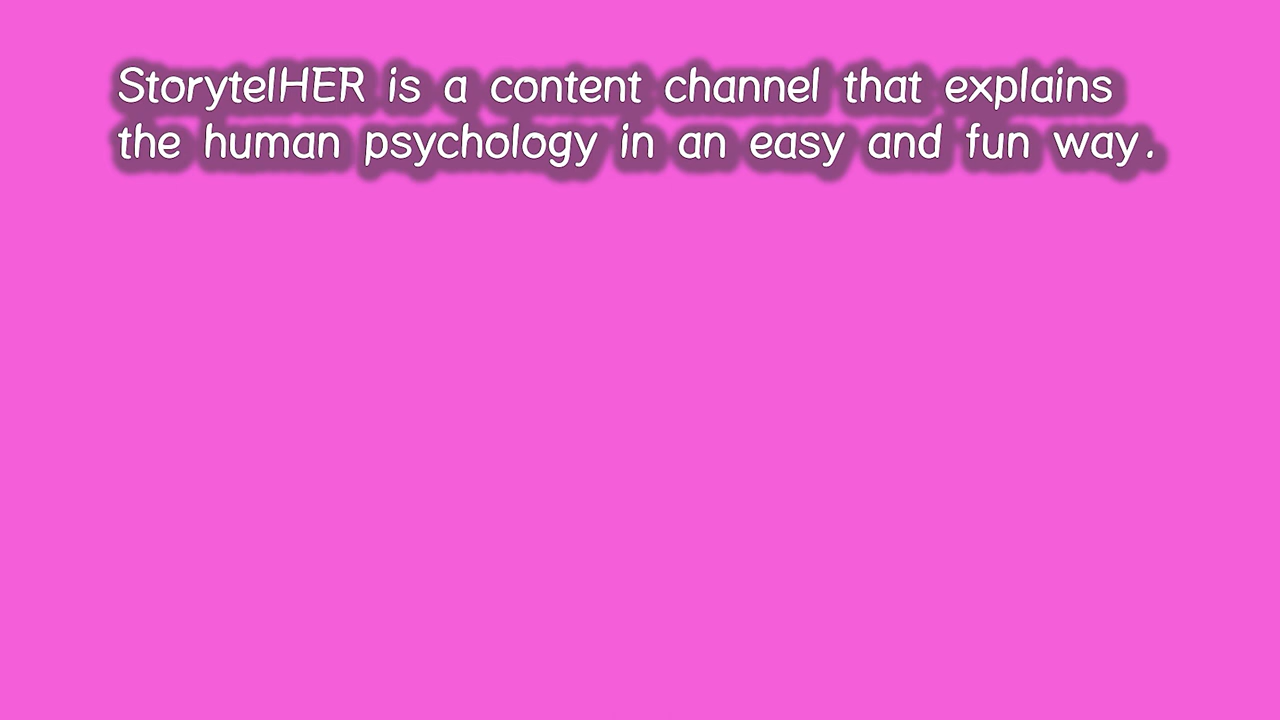 StorytelHER is a content channel that explains
the human psychology in an easy and fun way.